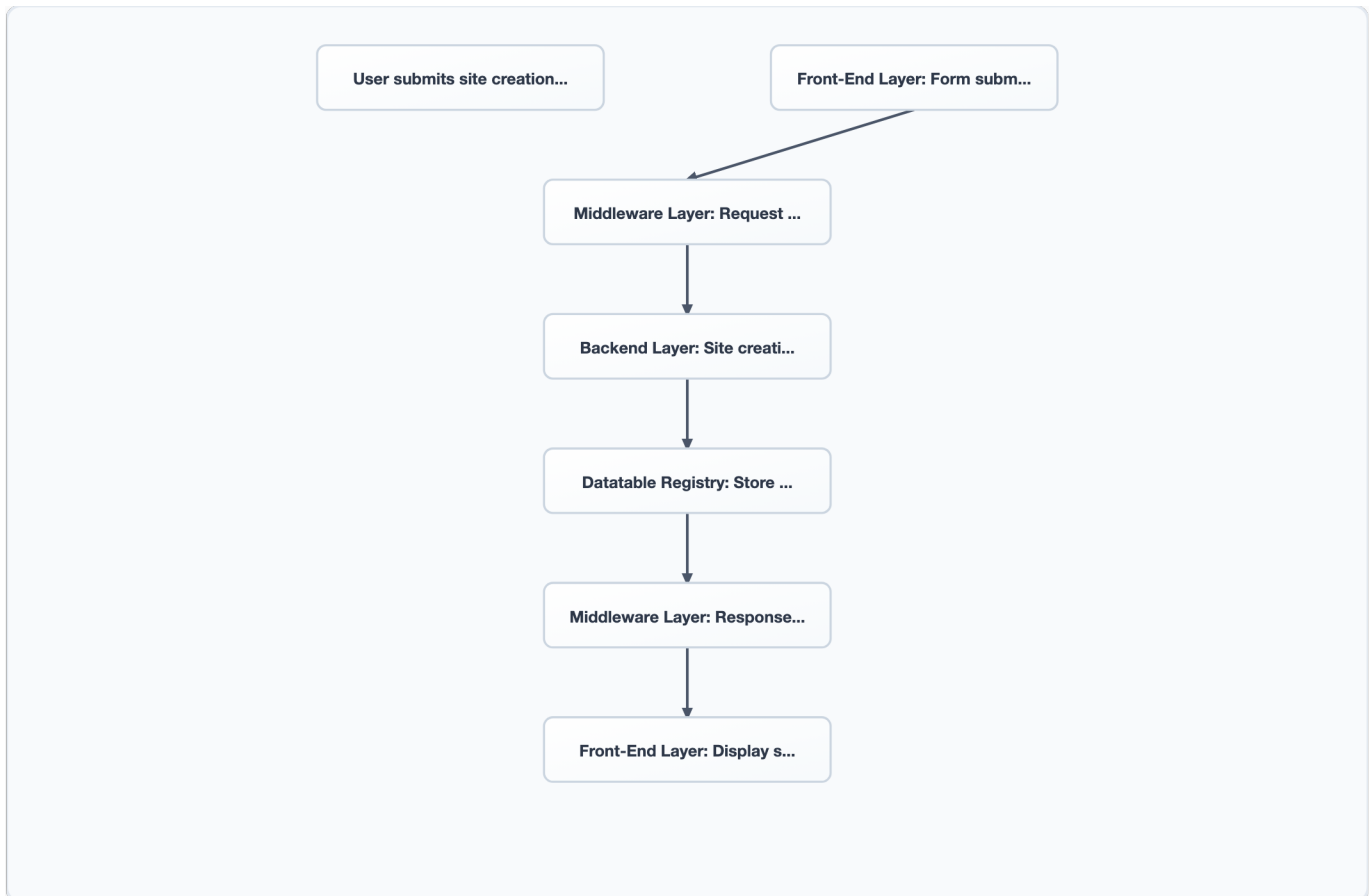 User submits site creation...
Front-End Layer: Form subm...
Middleware Layer: Request ...
Backend Layer: Site creati...
Datatable Registry: Store ...
Middleware Layer: Response...
Front-End Layer: Display s...